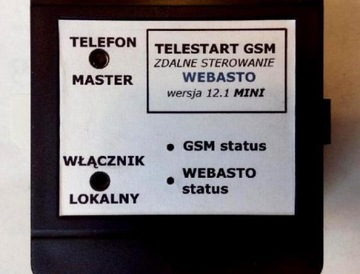 TELEFON
MASTER
TELESTART GSM
ZDALNE STEROWANIE
WEBASTO
wersja 12.1 MINI
GSM status
WŁĄCZNIK
LOKALNY
WEBASTO
status